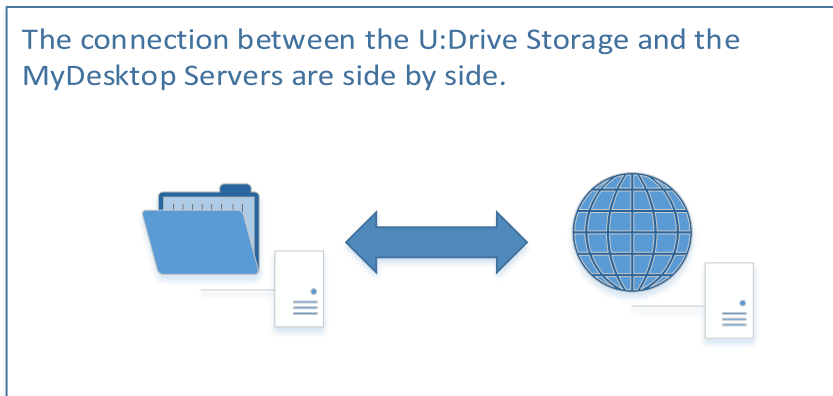 The connection between the U:Drive Storage and the
MyDesktop Servers are side by side.